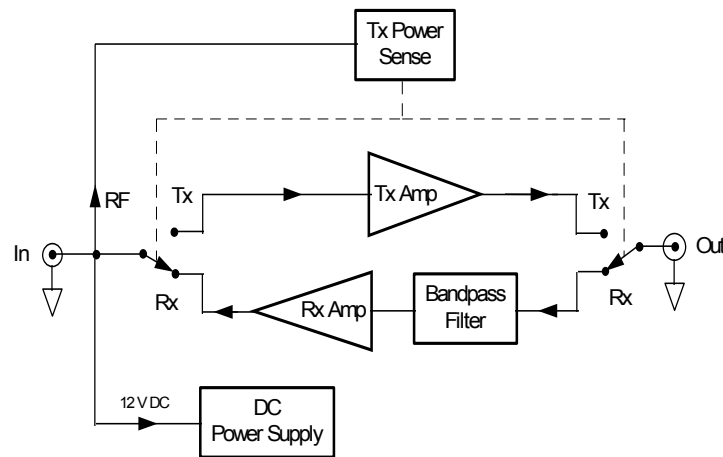 Tx Power
Sense
RF
Tx
Tx Amp
Tx
In
Out
Rx
Rx Amp
Bandpass
Filter
Rx
12 V DC
DC
Power Supply